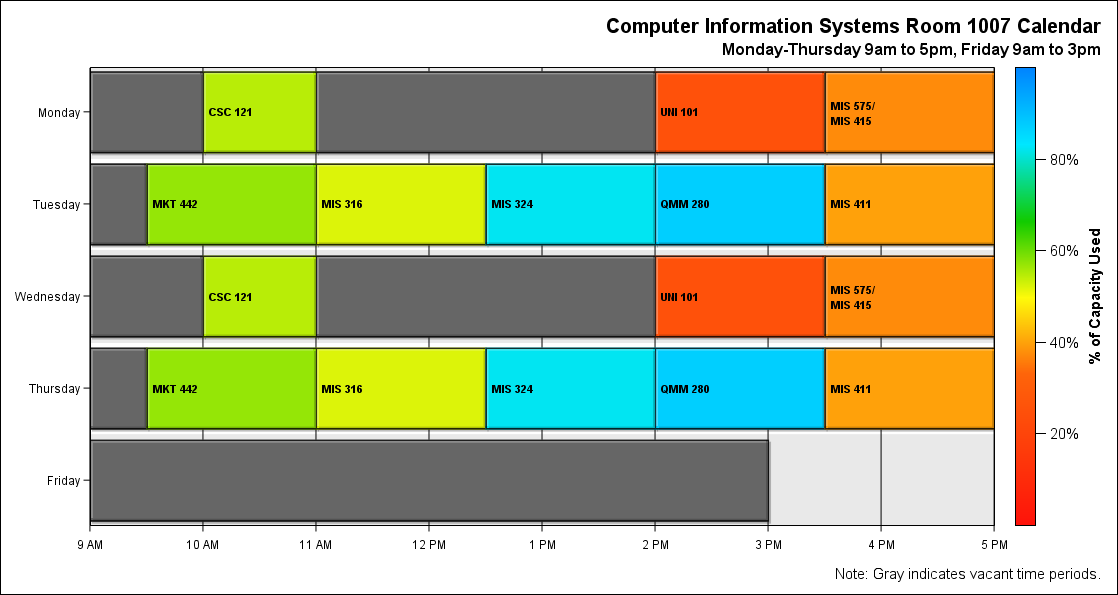 Computer Information Systems Room 1007 Calendar
Monday-Thursday 9am to 5pm, Friday 9am to 3pm
Monday
CSC 121
UNI 101
MIS 575/
MIS 415
Tuesday
MKT 442
MIS 316
MIS 324
QMM 280
MIS 411
Wednesday
CSC 121
UNI 101
MIS 575/
MIS 415
Thursday
MKT 442
MIS 316
MIS 324
QMM 280
MIS 411
Friday
9 AM
10 AM
11 AM
12 PM
1 PM
2 PM
3 PM
4 PM
5 PM
80%
60%
40%
20%
% of Capacity Used
Note: Gray indicates vacant time periods.